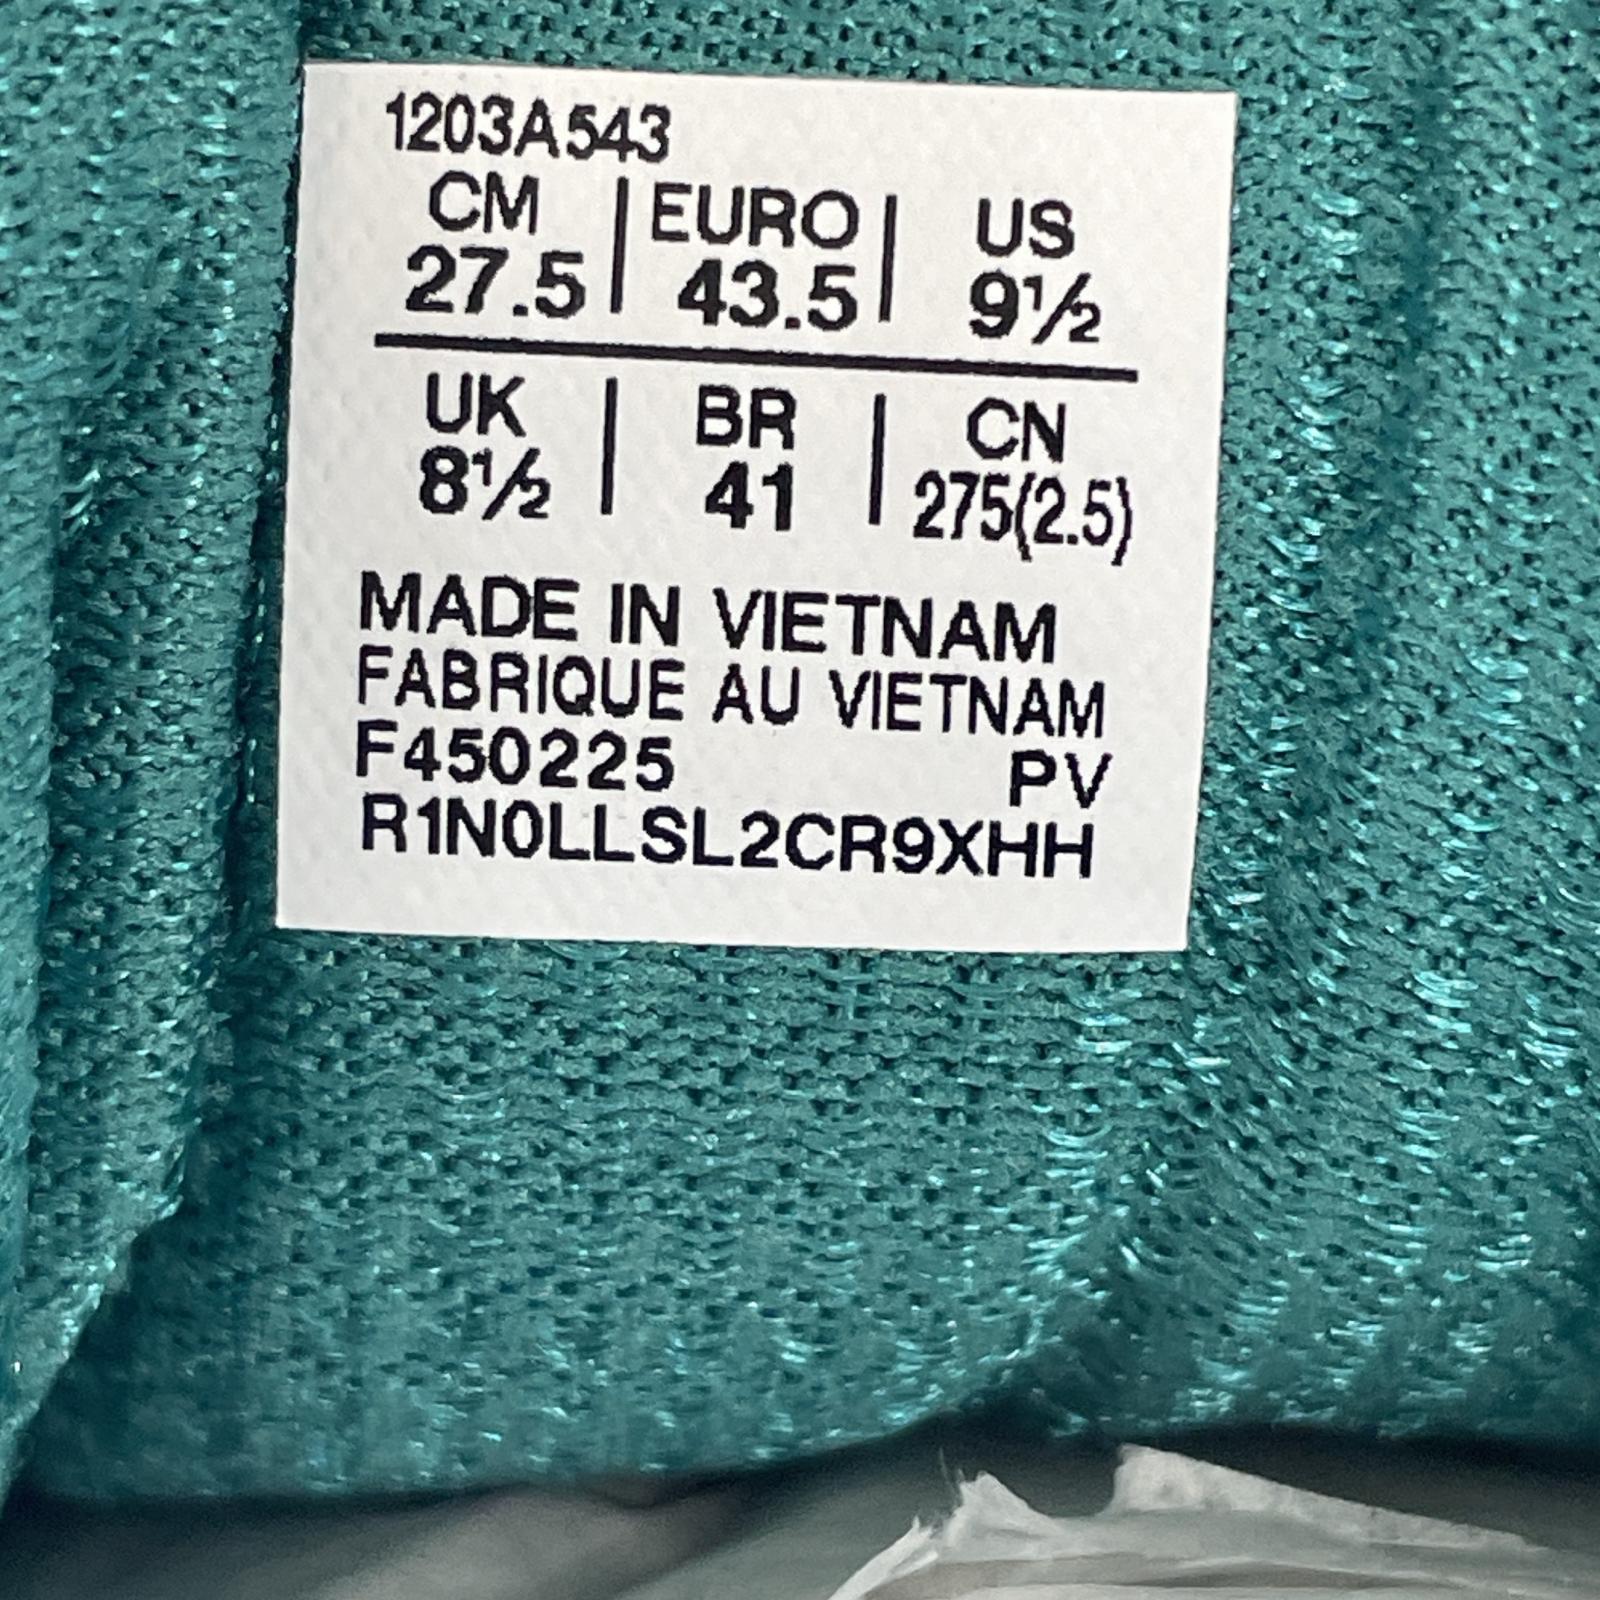 1203A543
CM | EURO | US
27.5 | 43.5 | 9½
UK | BR | CN
8½ | 41 | 275(2.5)
MADE IN VIETNAM
FABRIQUE AU VIETNAM
F450225 PV
R1N0LLSL2CR9XHH